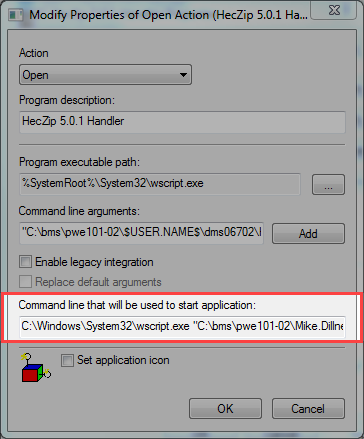 Modify Properties of Open Action (HecZip 5.0.1 Han...
Action
Open
Program description:
HecZip 5.0.1 Handler
Program executable path:
%SystemRoot%\System32\wscript.exe
...
Command line arguments:
"C:\bms\pwe101-02\$USER.NAME$\dms06702\l
Add
Enable legacy integration
Replace default arguments
Command line that will be used to start application:
C:\Windows\System32\wscript.exe "C:\bms\pwe101-02\Mike.Dillne
Set application icon
OK
Cancel